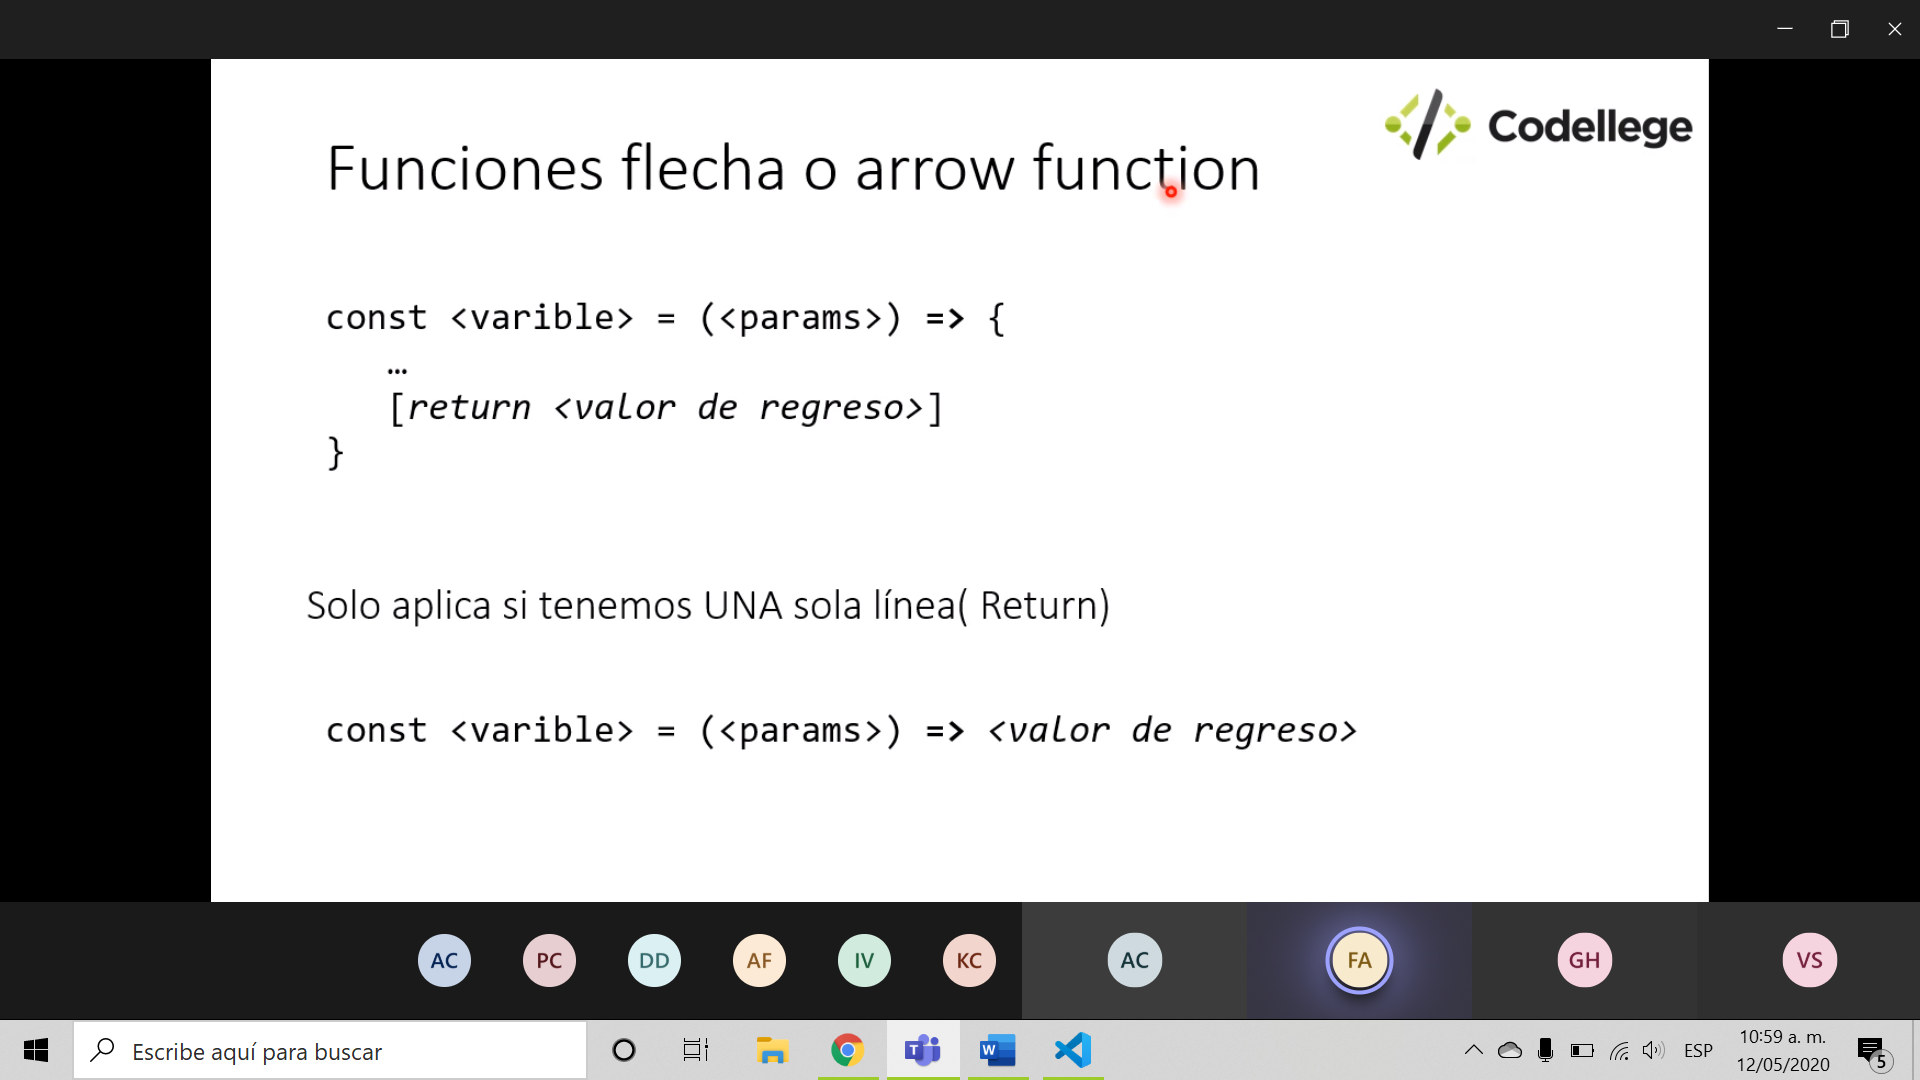 Codellege
Funciones flecha o arrow function
const <varible> = (<params>) => {
…
[return <valor de regreso>]
}
Solo aplica si tenemos UNA sola línea( Return)
const <varible> = (<params>) => <valor de regreso>
AC PC DD AF IV KC AC FA GH VS
Escribe aquí para buscar
ESP
10:59 a. m.
12/05/2020
5